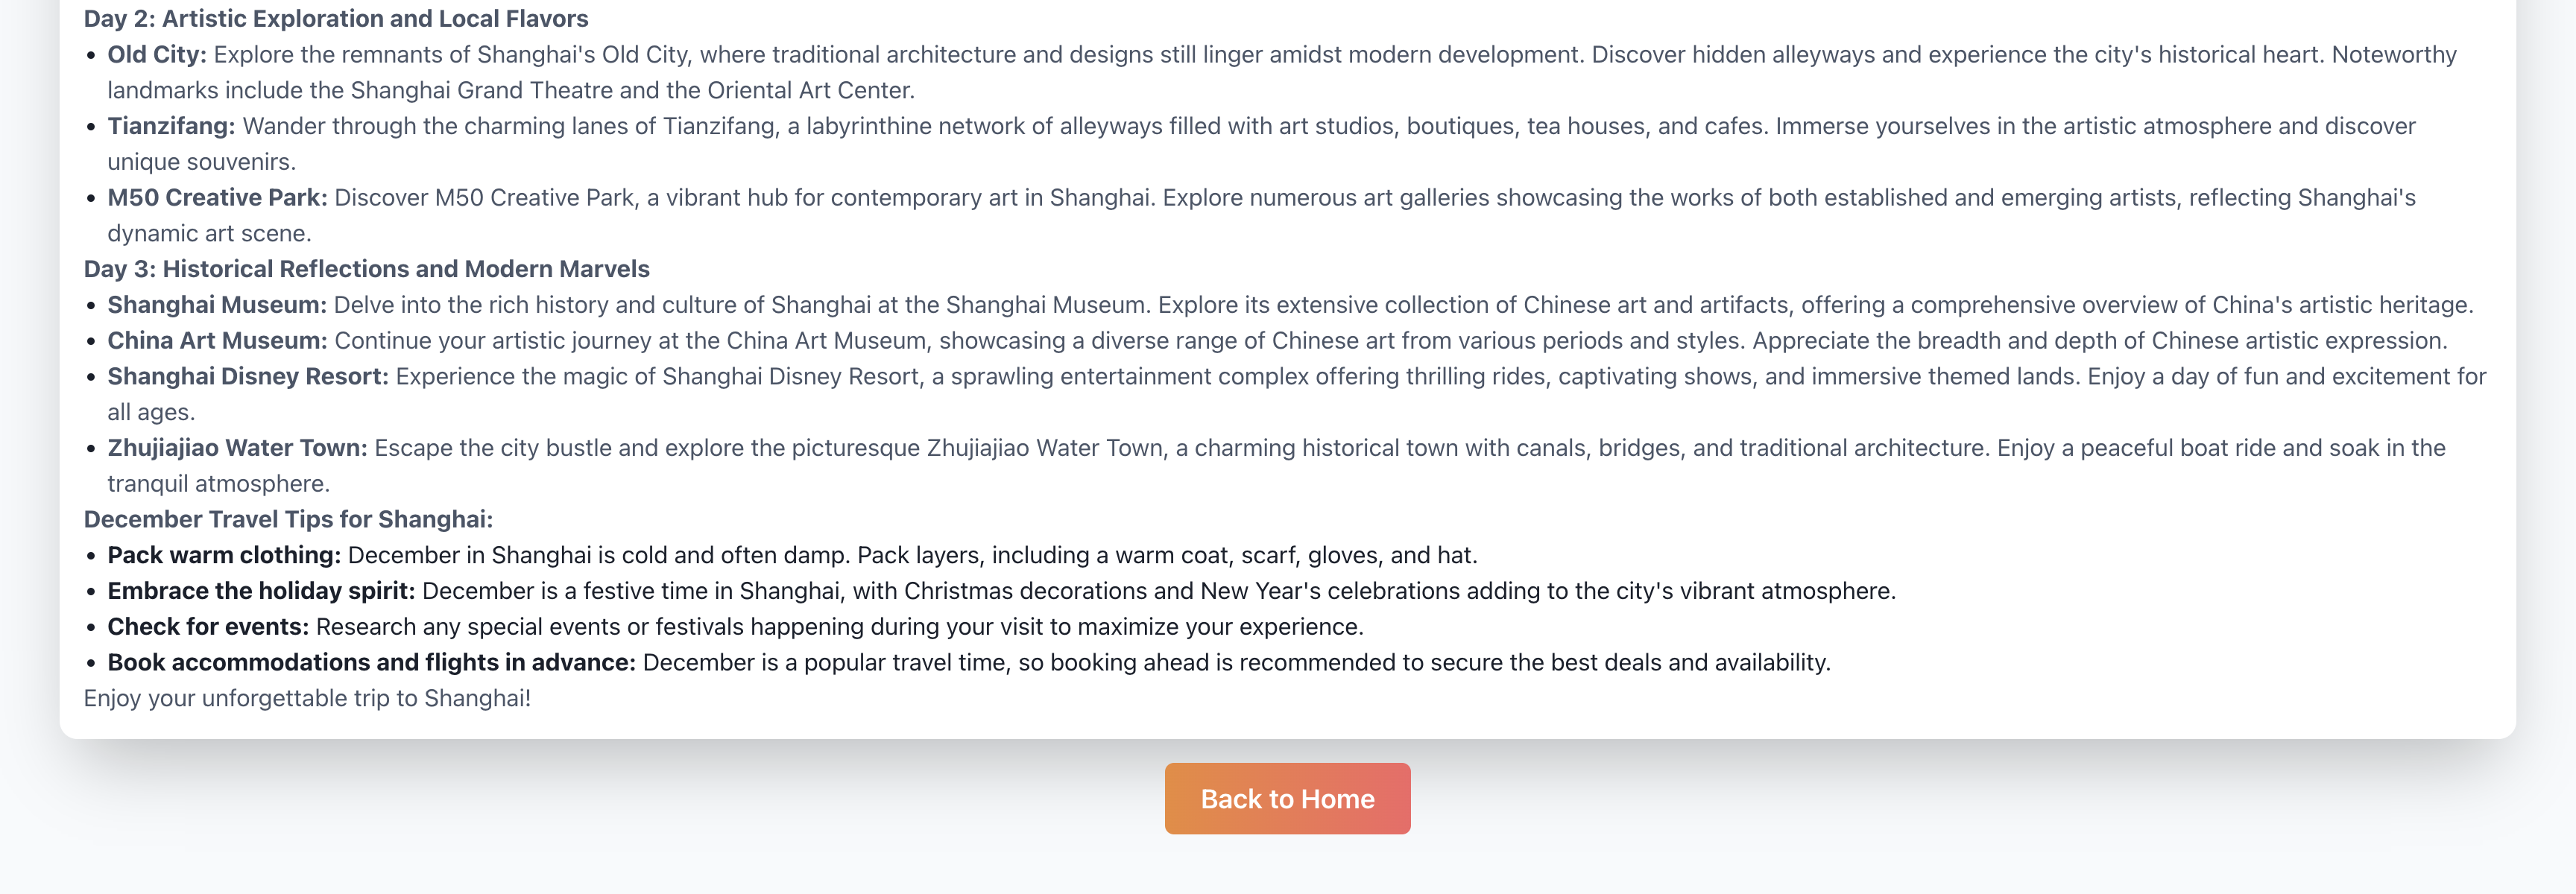 Day 2: Artistic Exploration and Local Flavors
• Old City: Explore the remnants of Shanghai's Old City, where traditional architecture and designs still linger amidst modern development. Discover hidden alleyways and experience the city's historical heart. Noteworthy
landmarks include the Shanghai Grand Theatre and the Oriental Art Center.
• Tianzifang: Wander through the charming lanes of Tianzifang, a labyrinthine network of alleyways filled with art studios, boutiques, tea houses, and cafes. Immerse yourselves in the artistic atmosphere and discover
unique souvenirs.
• M50 Creative Park: Discover M50 Creative Park, a vibrant hub for contemporary art in Shanghai. Explore numerous art galleries showcasing the works of both established and emerging artists, reflecting Shanghai's
dynamic art scene.
Day 3: Historical Reflections and Modern Marvels
• Shanghai Museum: Delve into the rich history and culture of Shanghai at the Shanghai Museum. Explore its extensive collection of Chinese art and artifacts, offering a comprehensive overview of China's artistic heritage.
• China Art Museum: Continue your artistic journey at the China Art Museum, showcasing a diverse range of Chinese art from various periods and styles. Appreciate the breadth and depth of Chinese artistic expression.
• Shanghai Disney Resort: Experience the magic of Shanghai Disney Resort, a sprawling entertainment complex offering thrilling rides, captivating shows, and immersive themed lands. Enjoy a day of fun and excitement for
all ages.
• Zhujiajiao Water Town: Escape the city bustle and explore the picturesque Zhujiajiao Water Town, a charming historical town with canals, bridges, and traditional architecture. Enjoy a peaceful boat ride and soak in the
tranquil atmosphere.
December Travel Tips for Shanghai:
• Pack warm clothing: December in Shanghai is cold and often damp. Pack layers, including a warm coat, scarf, gloves, and hat.
• Embrace the holiday spirit: December is a festive time in Shanghai, with Christmas decorations and New Year's celebrations adding to the city's vibrant atmosphere.
• Check for events: Research any special events or festivals happening during your visit to maximize your experience.
• Book accommodations and flights in advance: December is a popular travel time, so booking ahead is recommended to secure the best deals and availability.
Enjoy your unforgettable trip to Shanghai!
Back to Home